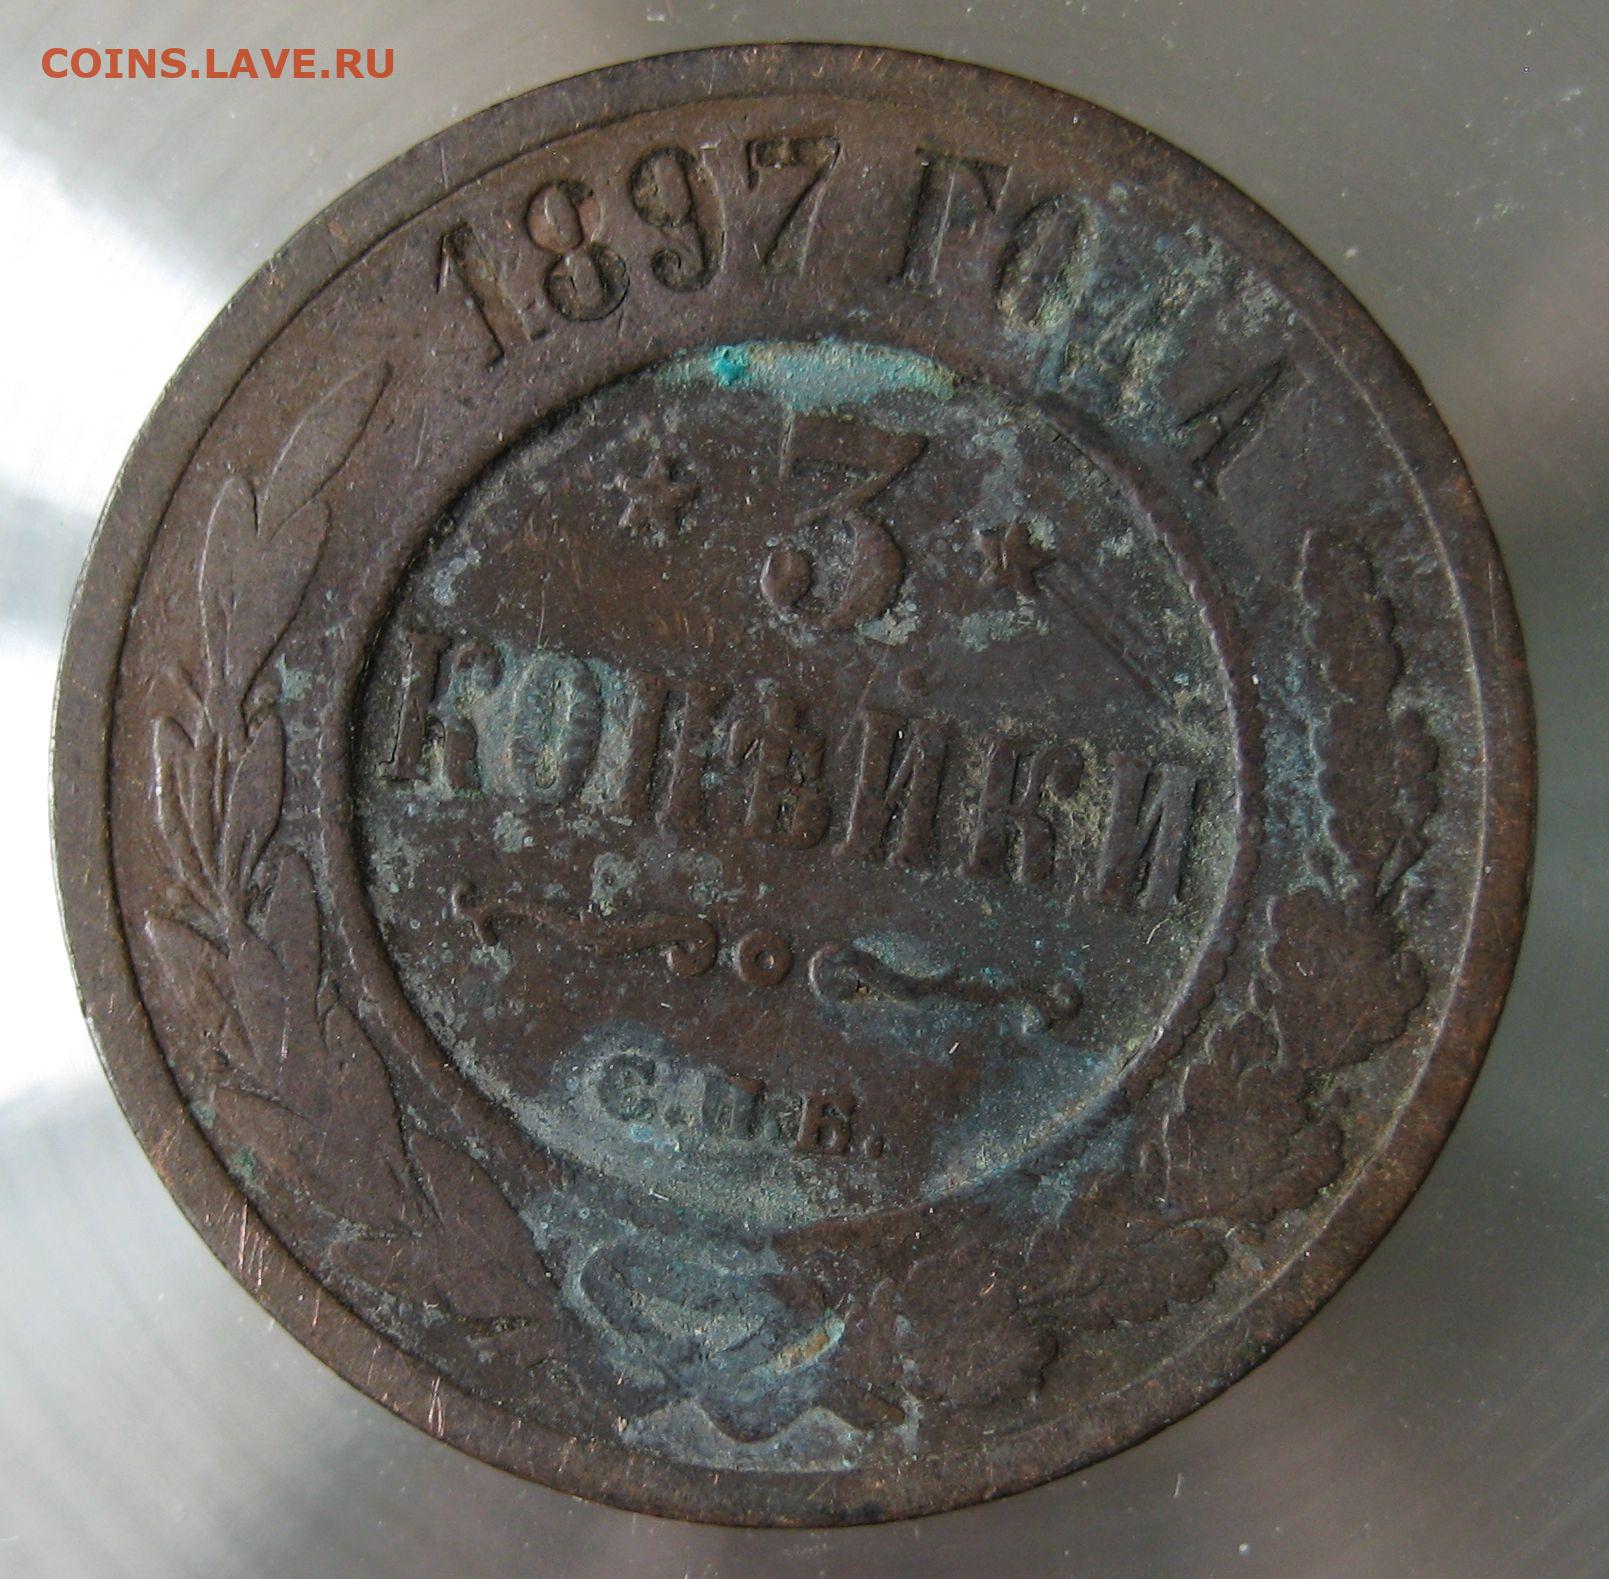 COINS.LAVE.RU
1897 ГОДА
* 3 *
КОПѢЙКИ
С.П.Б.